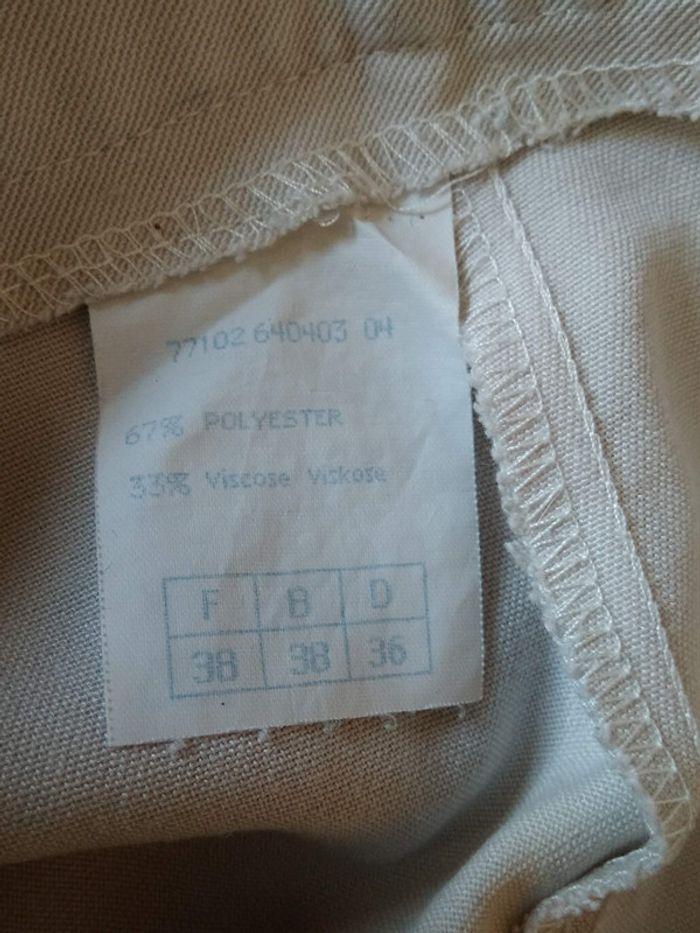 77102 640403 04
67% POLYESTER
33% Viscose Viskose
F B D
38 38 36